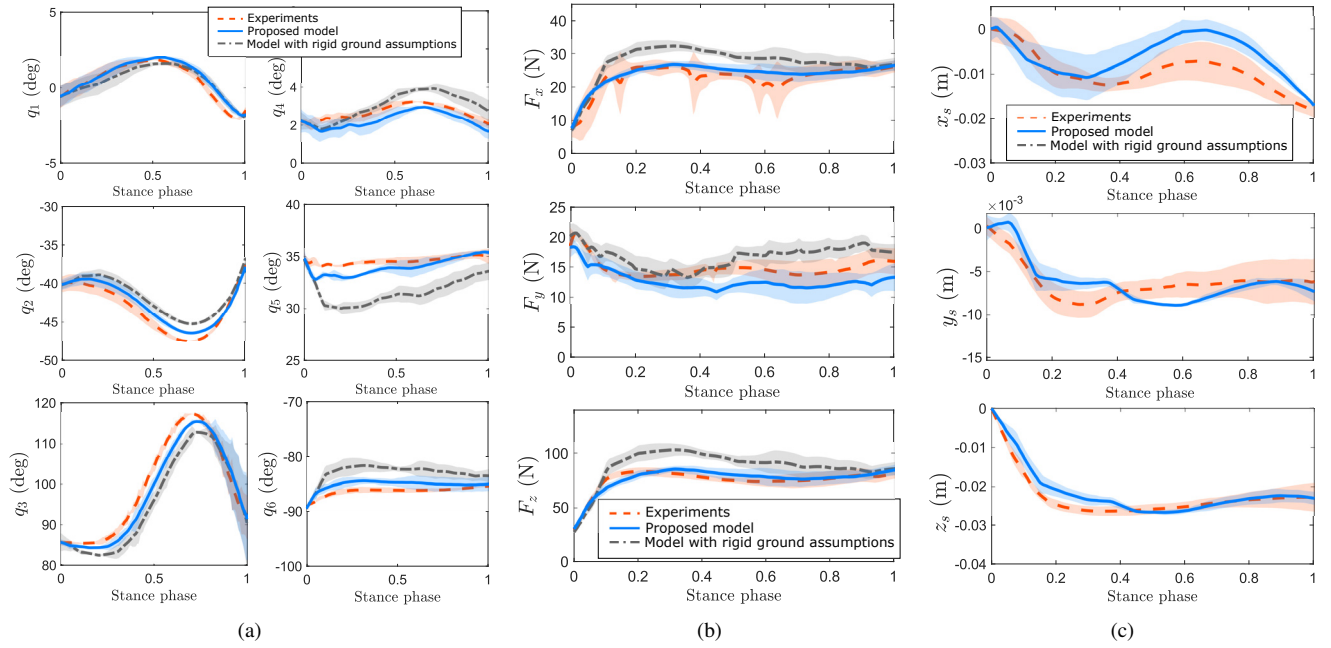 Experiments
Proposed model
Model with rigid ground assumptions
5
0
-5
q1 (deg)
0
0.5
1
Stance phase
4
2
0
q4 (deg)
0
0.5
1
Stance phase
-30
-35
-40
-45
-50
q2 (deg)
0
0.5
1
Stance phase
40
35
30
25
q5 (deg)
0
0.5
1
Stance phase
120
110
100
90
80
q3 (deg)
0
0.5
1
Stance phase
-70
-80
-90
-100
q6 (deg)
0
0.5
1
Stance phase
(a)
50
40
30
20
10
0
Fx (N)
0
0.2
0.4
0.6
0.8
1
Stance phase
25
20
15
10
5
0
Fy (N)
0
0.2
0.4
0.6
0.8
1
Stance phase
100
50
0
Fz (N)
Experiments
Proposed model
Model with rigid ground assumptions
0
0.2
0.4
0.6
0.8
1
Stance phase
(b)
0
-0.01
-0.02
-0.03
xs (m)
Experiments
Proposed model
Model with rigid ground assumptions
0
0.2
0.4
0.6
0.8
1
Stance phase
×10-3
0
-5
-10
-15
ys (m)
0
0.2
0.4
0.6
0.8
1
Stance phase
0
-0.01
-0.02
-0.03
-0.04
zs (m)
0
0.2
0.4
0.6
0.8
1
Stance phase
(c)